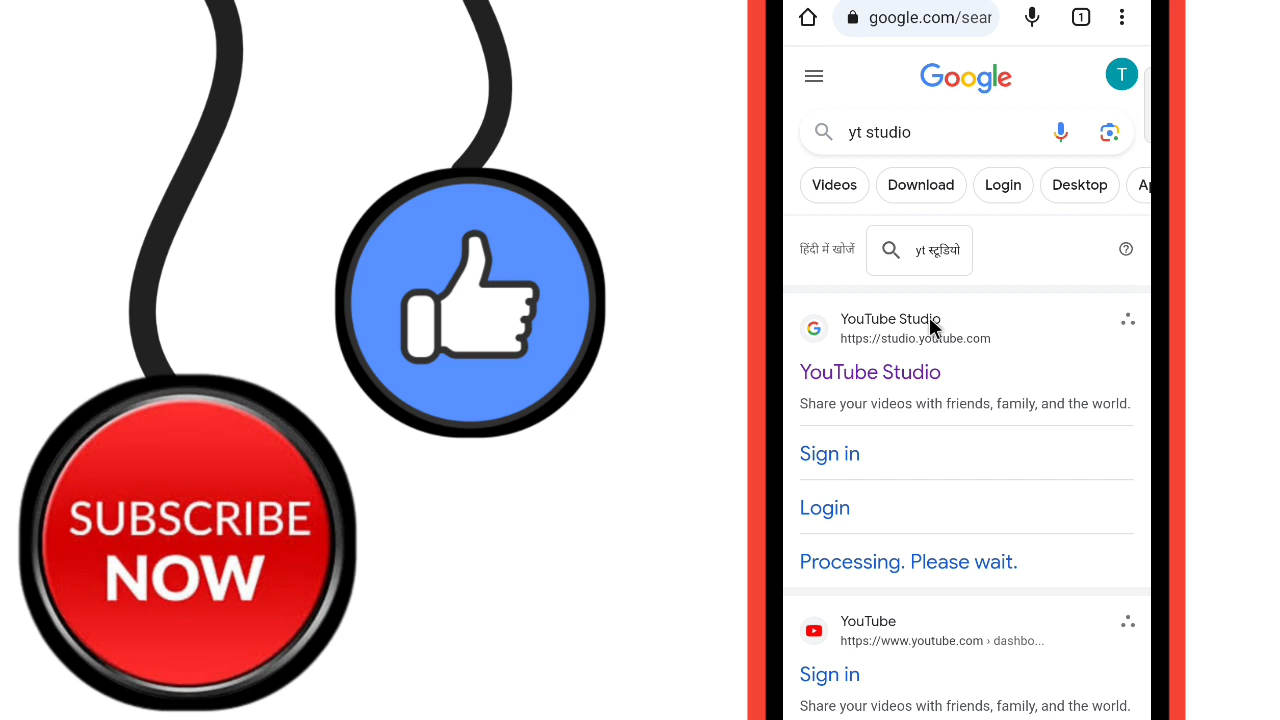 SUBSCRIBE
NOW
google.com/sear
1
Google
T
yt studio
Videos
Download
Login
Desktop
हिंदी में खोजें
yt स्टूडियो
YouTube Studio
https://studio.youtube.com
YouTube Studio
Share your videos with friends, family, and the world.
Sign in
Login
Processing. Please wait.
YouTube
https://www.youtube.com › dashbo...
Sign in
Share your videos with friends, family, and the world.